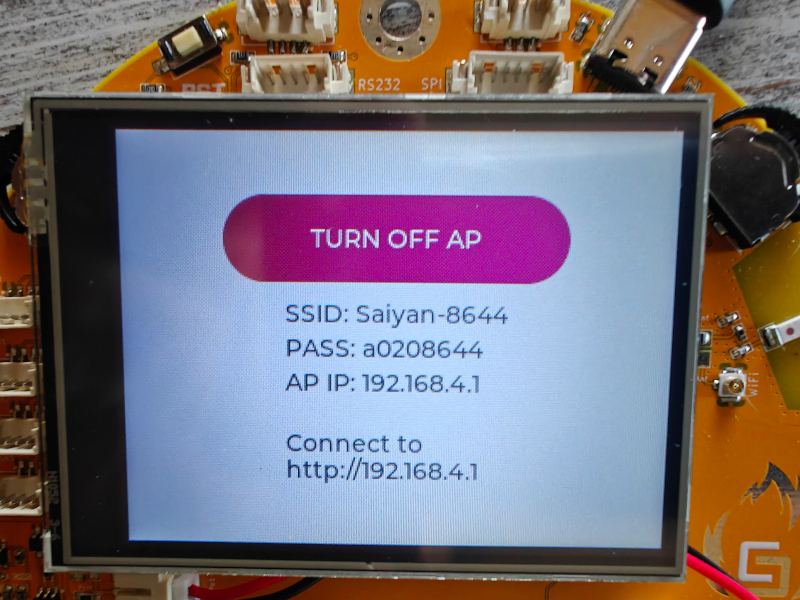 RS232 SPI
TURN OFF AP
SSID: Saiyan-8644
PASS: a0208644
AP IP: 192.168.4.1
Connect to
http://192.168.4.1
WiFi